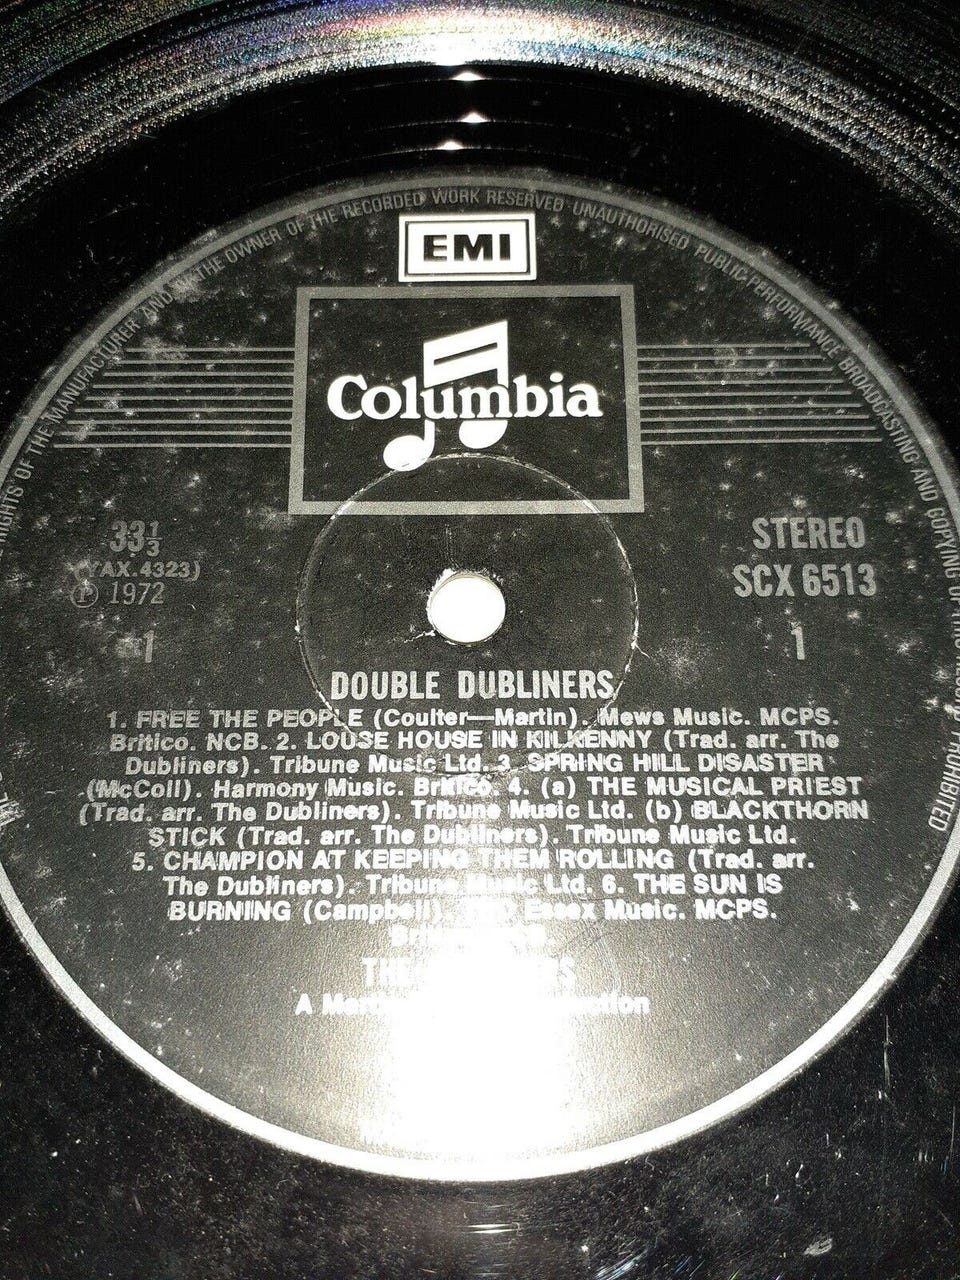 RIGHTS OF THE MANUFACTURER AND THE OWNER OF THE RECORDED WORK RESERVED UNAUTHORISED PUBLIC PERFORMANCE BROADCASTING AND COPYING OF THIS RECORD PROHIBITED
EMI
Columbia
33⅓
(YAX.4323)
Ⓟ 1972
1
STEREO
SCX 6513
1
DOUBLE DUBLINERS
1. FREE THE PEOPLE (Coulter—Martin). Mews Music. MCPS.
Britico. NCB. 2. LOUSE HOUSE IN KILKENNY (Trad. arr. The
Dubliners). Tribune Music Ltd. 3. SPRING HILL DISASTER
(McColl). Harmony Music. Britico. 4. (a) THE MUSICAL PRIEST
(Trad. arr. The Dubliners). Tribune Music Ltd. (b) BLACKTHORN
STICK (Trad. arr. The Dubliners). Tribune Music Ltd.
5. CHAMPION AT KEEPING THEM ROLLING (Trad. arr.
The Dubliners). Tribune Music Ltd. 6. THE SUN IS
BURNING (Campbell). Essex Music. MCPS.
A